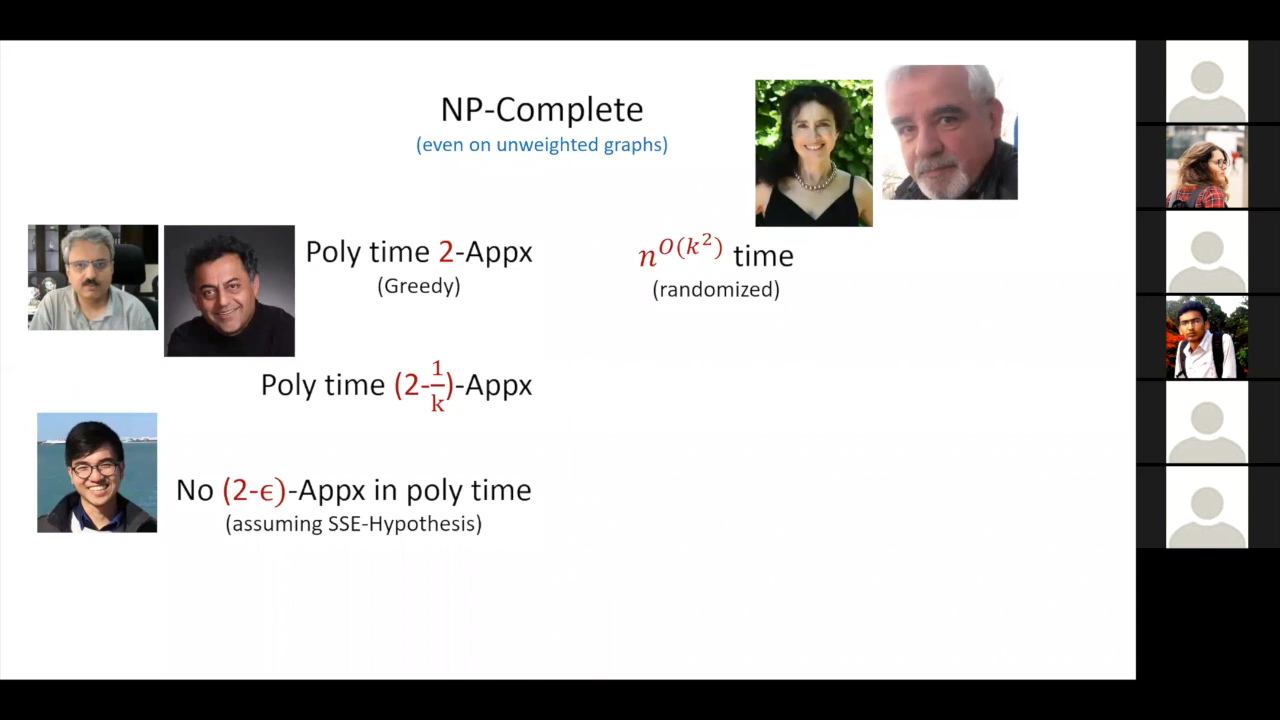 NP-Complete
(even on unweighted graphs)
Poly time 2-Appx
(Greedy)
n^{O(k^2)} time
(randomized)
Poly time (2-\frac{1}{k})-Appx
No (2-ϵ)-Appx in poly time
(assuming SSE-Hypothesis)